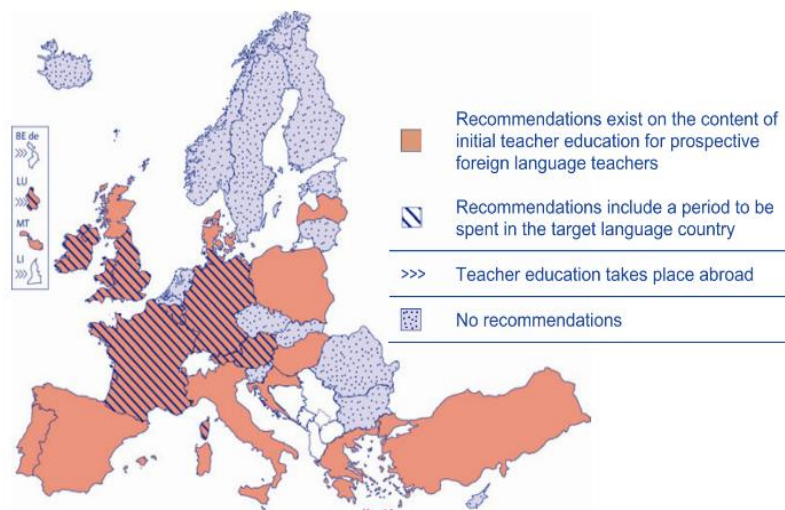 BE de
>>>
LU
>>>
MT
LI
>>>
Recommendations exist on the content of
initial teacher education for prospective
foreign language teachers
Recommendations include a period to be
spent in the target language country
>>> Teacher education takes place abroad
No recommendations